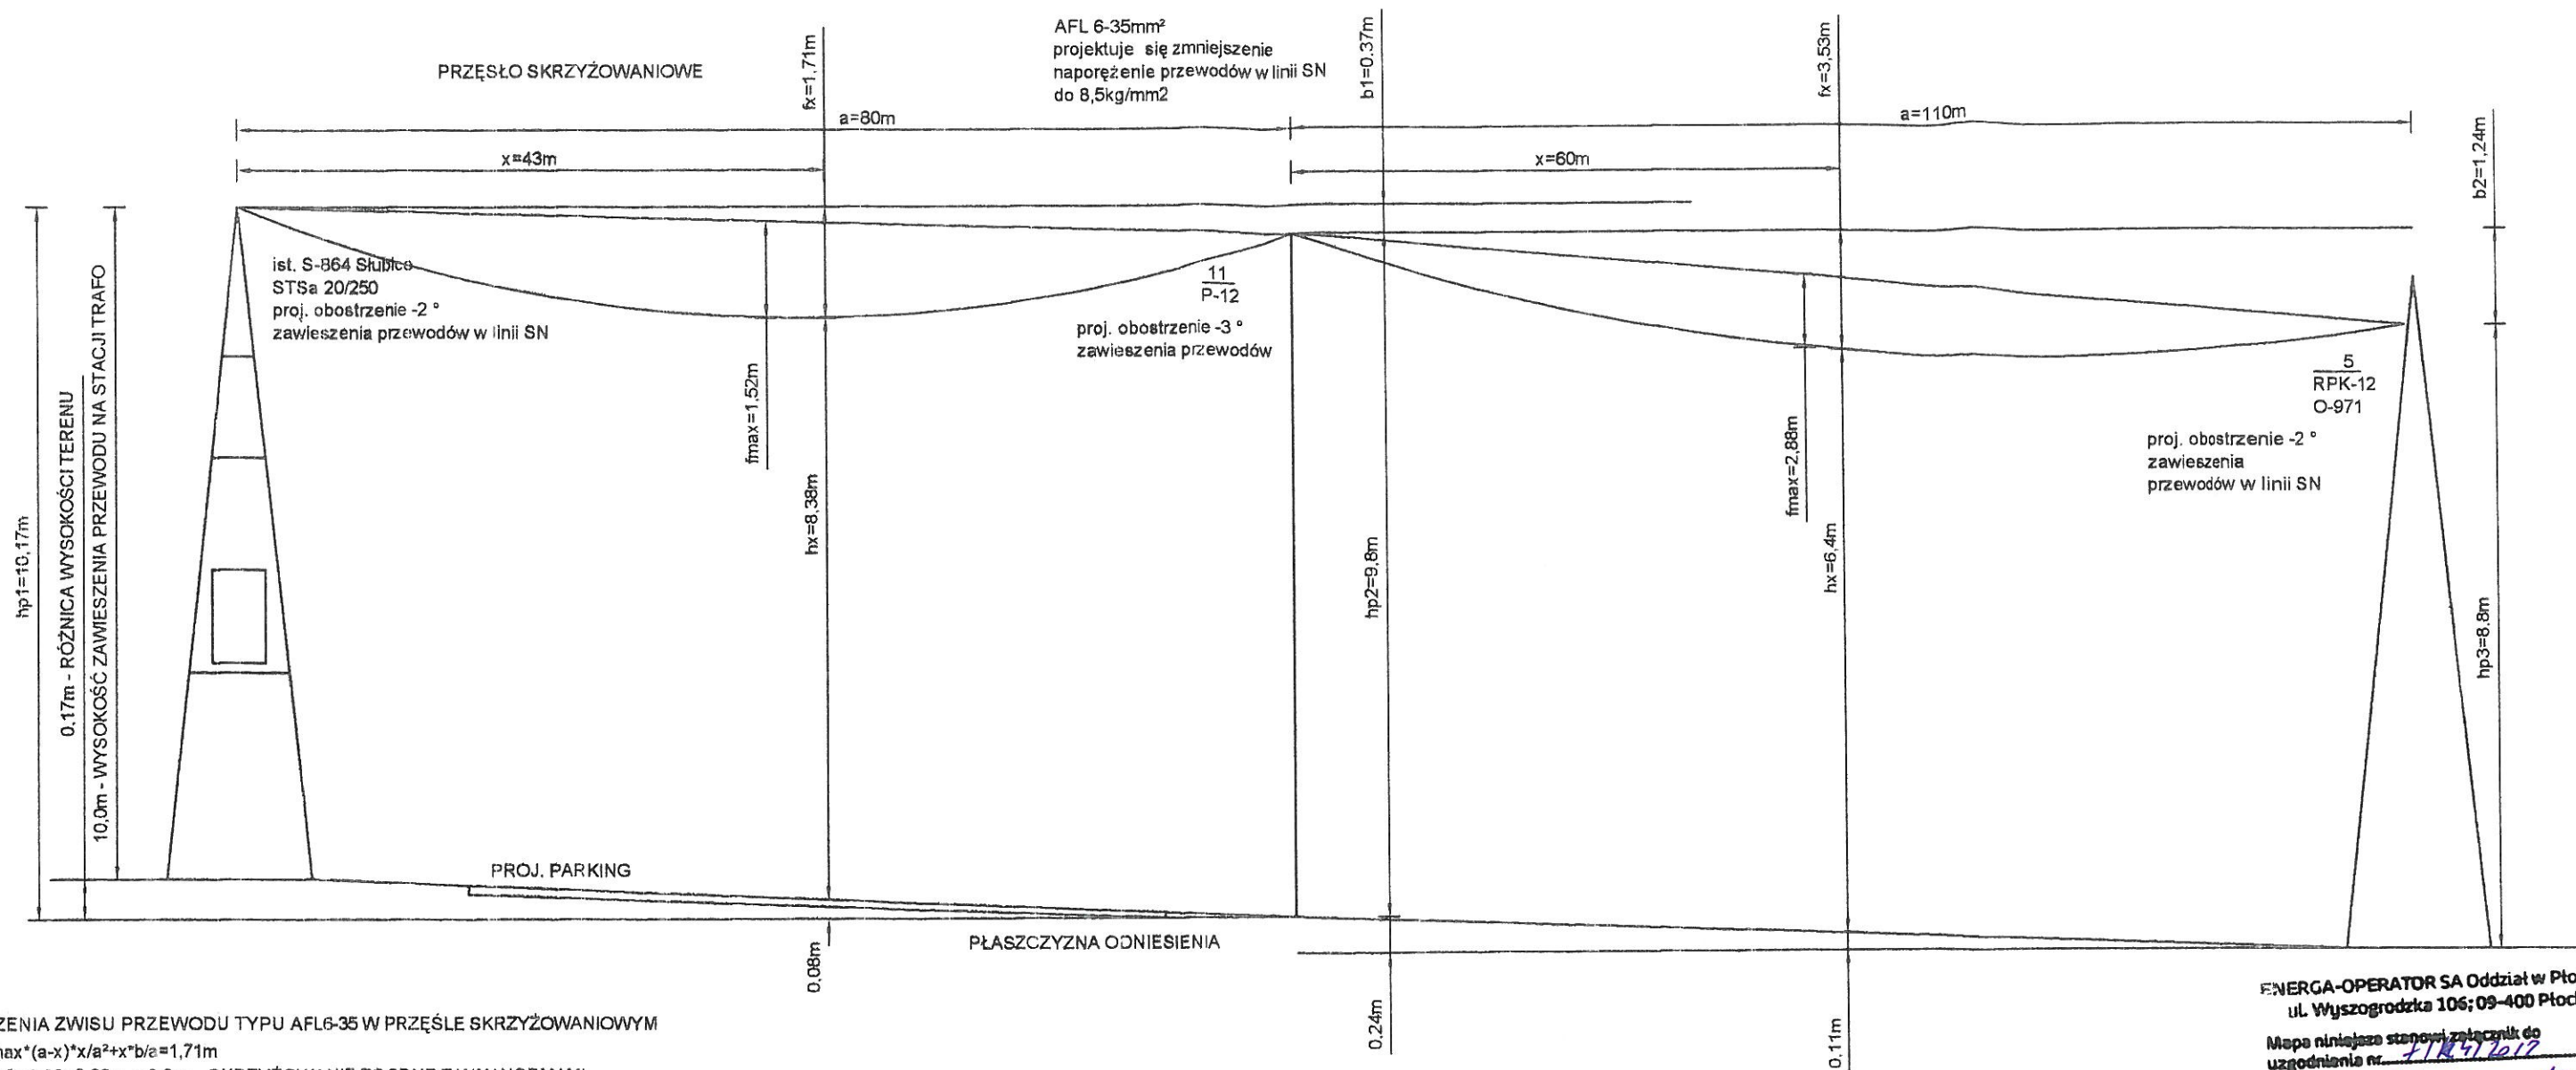 PRZĘSŁO SKRZYŻOWANIOWE
AFL 6-35mm²
projektuje się zmniejszenie
naporężenie przewodów w linii SN
do 8,5kg/mm2
fx=1,71m
b1=0.37m
fx=3,53m
a=80m
a=110m
x=43m
x=60m
b2=1,24m
ist. S-864 Słubice
STSa 20/250
proj. obostrzenie -2 °
zawieszenia przewodów w linii SN
11
P-12
proj. obostrzenie -3 °
zawieszenia przewodów
5
RPK-12
O-971
proj. obostrzenie -2 °
zawieszenia
przewodów w linii SN
hp1=10,17m
0.17m - RÓŻNICA WYSOKOŚCI TERENU
10,0m - WYSOKOŚĆ ZAWIESZENIA PRZEWODU NA STACJI TRAFO
fmax=1,52m
hx=8,38m
hp2=9,8m
fmax=2,88m
hx=6,4m
hp3=8.8m
PROJ. PARKING
PŁASZCZYZNA ODNIESIENIA
0.08m
0.24m
0.11m
ZENIA ZWISU PRZEWODU TYPU AFL6-35 W PRZĘŚLE SKRZYŻOWANIOWYM
max*(a-x)*x/a²+x*b/a=1,71m
ENERGA-OPERATOR SA Oddział w Pło
ul. Wyszogrodzka 106; 09-400 Płoc
Mapa niniejsza stanowi załącznik do
uzgodnienia nr